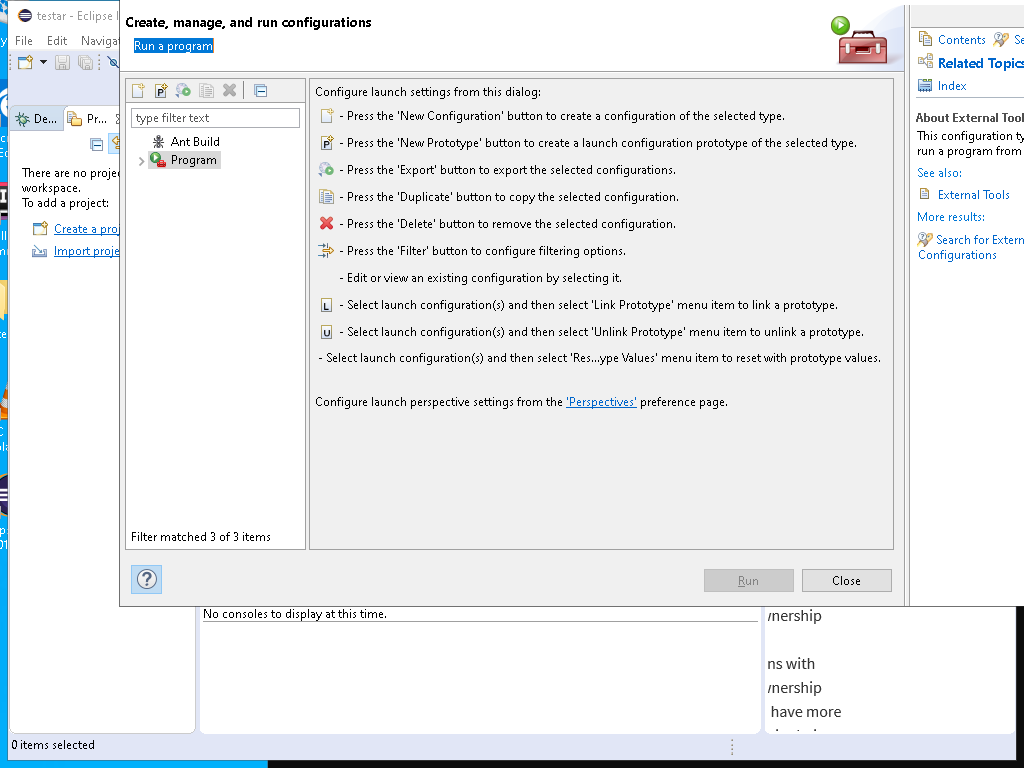 testar - Eclipse I
File Edit Navigat
De...
Pr...
There are no proje
workspace.
To add a project:
Create a proj
Import proje
Create, manage, and run configurations
Run a program
type filter text
Ant Build
Program
Filter matched 3 of 3 items
Configure launch settings from this dialog:
- Press the 'New Configuration' button to create a configuration of the selected type.
P - Press the 'New Prototype' button to create a launch configuration prototype of the selected type.
- Press the 'Export' button to export the selected configurations.
- Press the 'Duplicate' button to copy the selected configuration.
- Press the 'Delete' button to remove the selected configuration.
- Press the 'Filter' button to configure filtering options.
- Edit or view an existing configuration by selecting it.
L - Select launch configuration(s) and then select 'Link Prototype' menu item to link a prototype.
U - Select launch configuration(s) and then select 'Unlink Prototype' menu item to unlink a prototype.
- Select launch configuration(s) and then select 'Res...ype Values' menu item to reset with prototype values.
Configure launch perspective settings from the 'Perspectives' preference page.
? Run Close
Contents Se
Related Topics
Index
About External Tool
This configuration ty
run a program from
See also:
External Tools
More results:
Search for Extern
Configurations
No consoles to display at this time.
nership
ns with
nership
have more
0 items selected